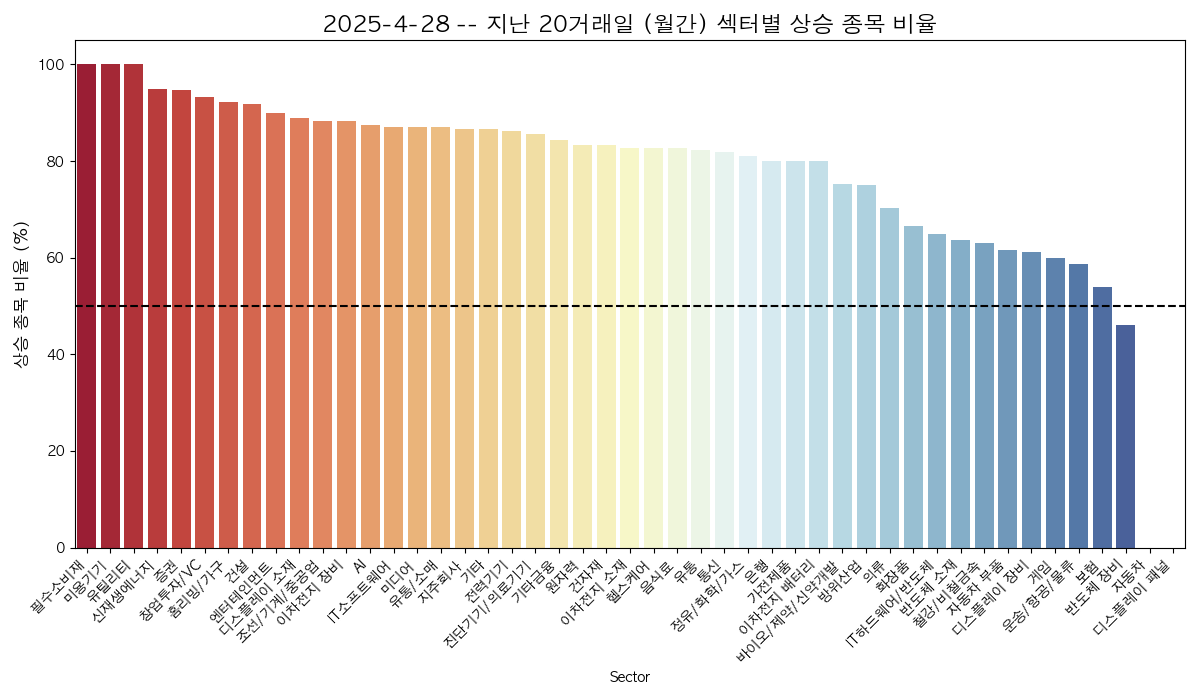 2025-4-28 -- 지난 20거래일 (월간) 섹터별 상승 종목 비율
상승 종목 비율 (%)
100
80
60
40
20
0
필수소비재
미용기기
유틸리티
신재생에너지
증권
창업투자/VC
홈리빙/가구
건설
엔터테인먼트
디스플레이 소재
조선/기계/중공업
이차전지 장비
AI
IT소프트웨어
미디어
유통/소매
지주회사
기타
전력기기
진단기기/의료기기
기타금융
원자력
건자재
이차전지 소재
헬스케어
음식료
유통
통신
정유/화학/가스
은행
가전제품
이차전지 배터리
바이오/제약/신약개발
방위산업
의류
화장품
IT하드웨어/반도체
반도체 소재
철강/비철금속
자동차 부품
디스플레이 장비
게임
운송/항공/물류
보험
반도체 장비
자동차
디스플레이 패널
Sector